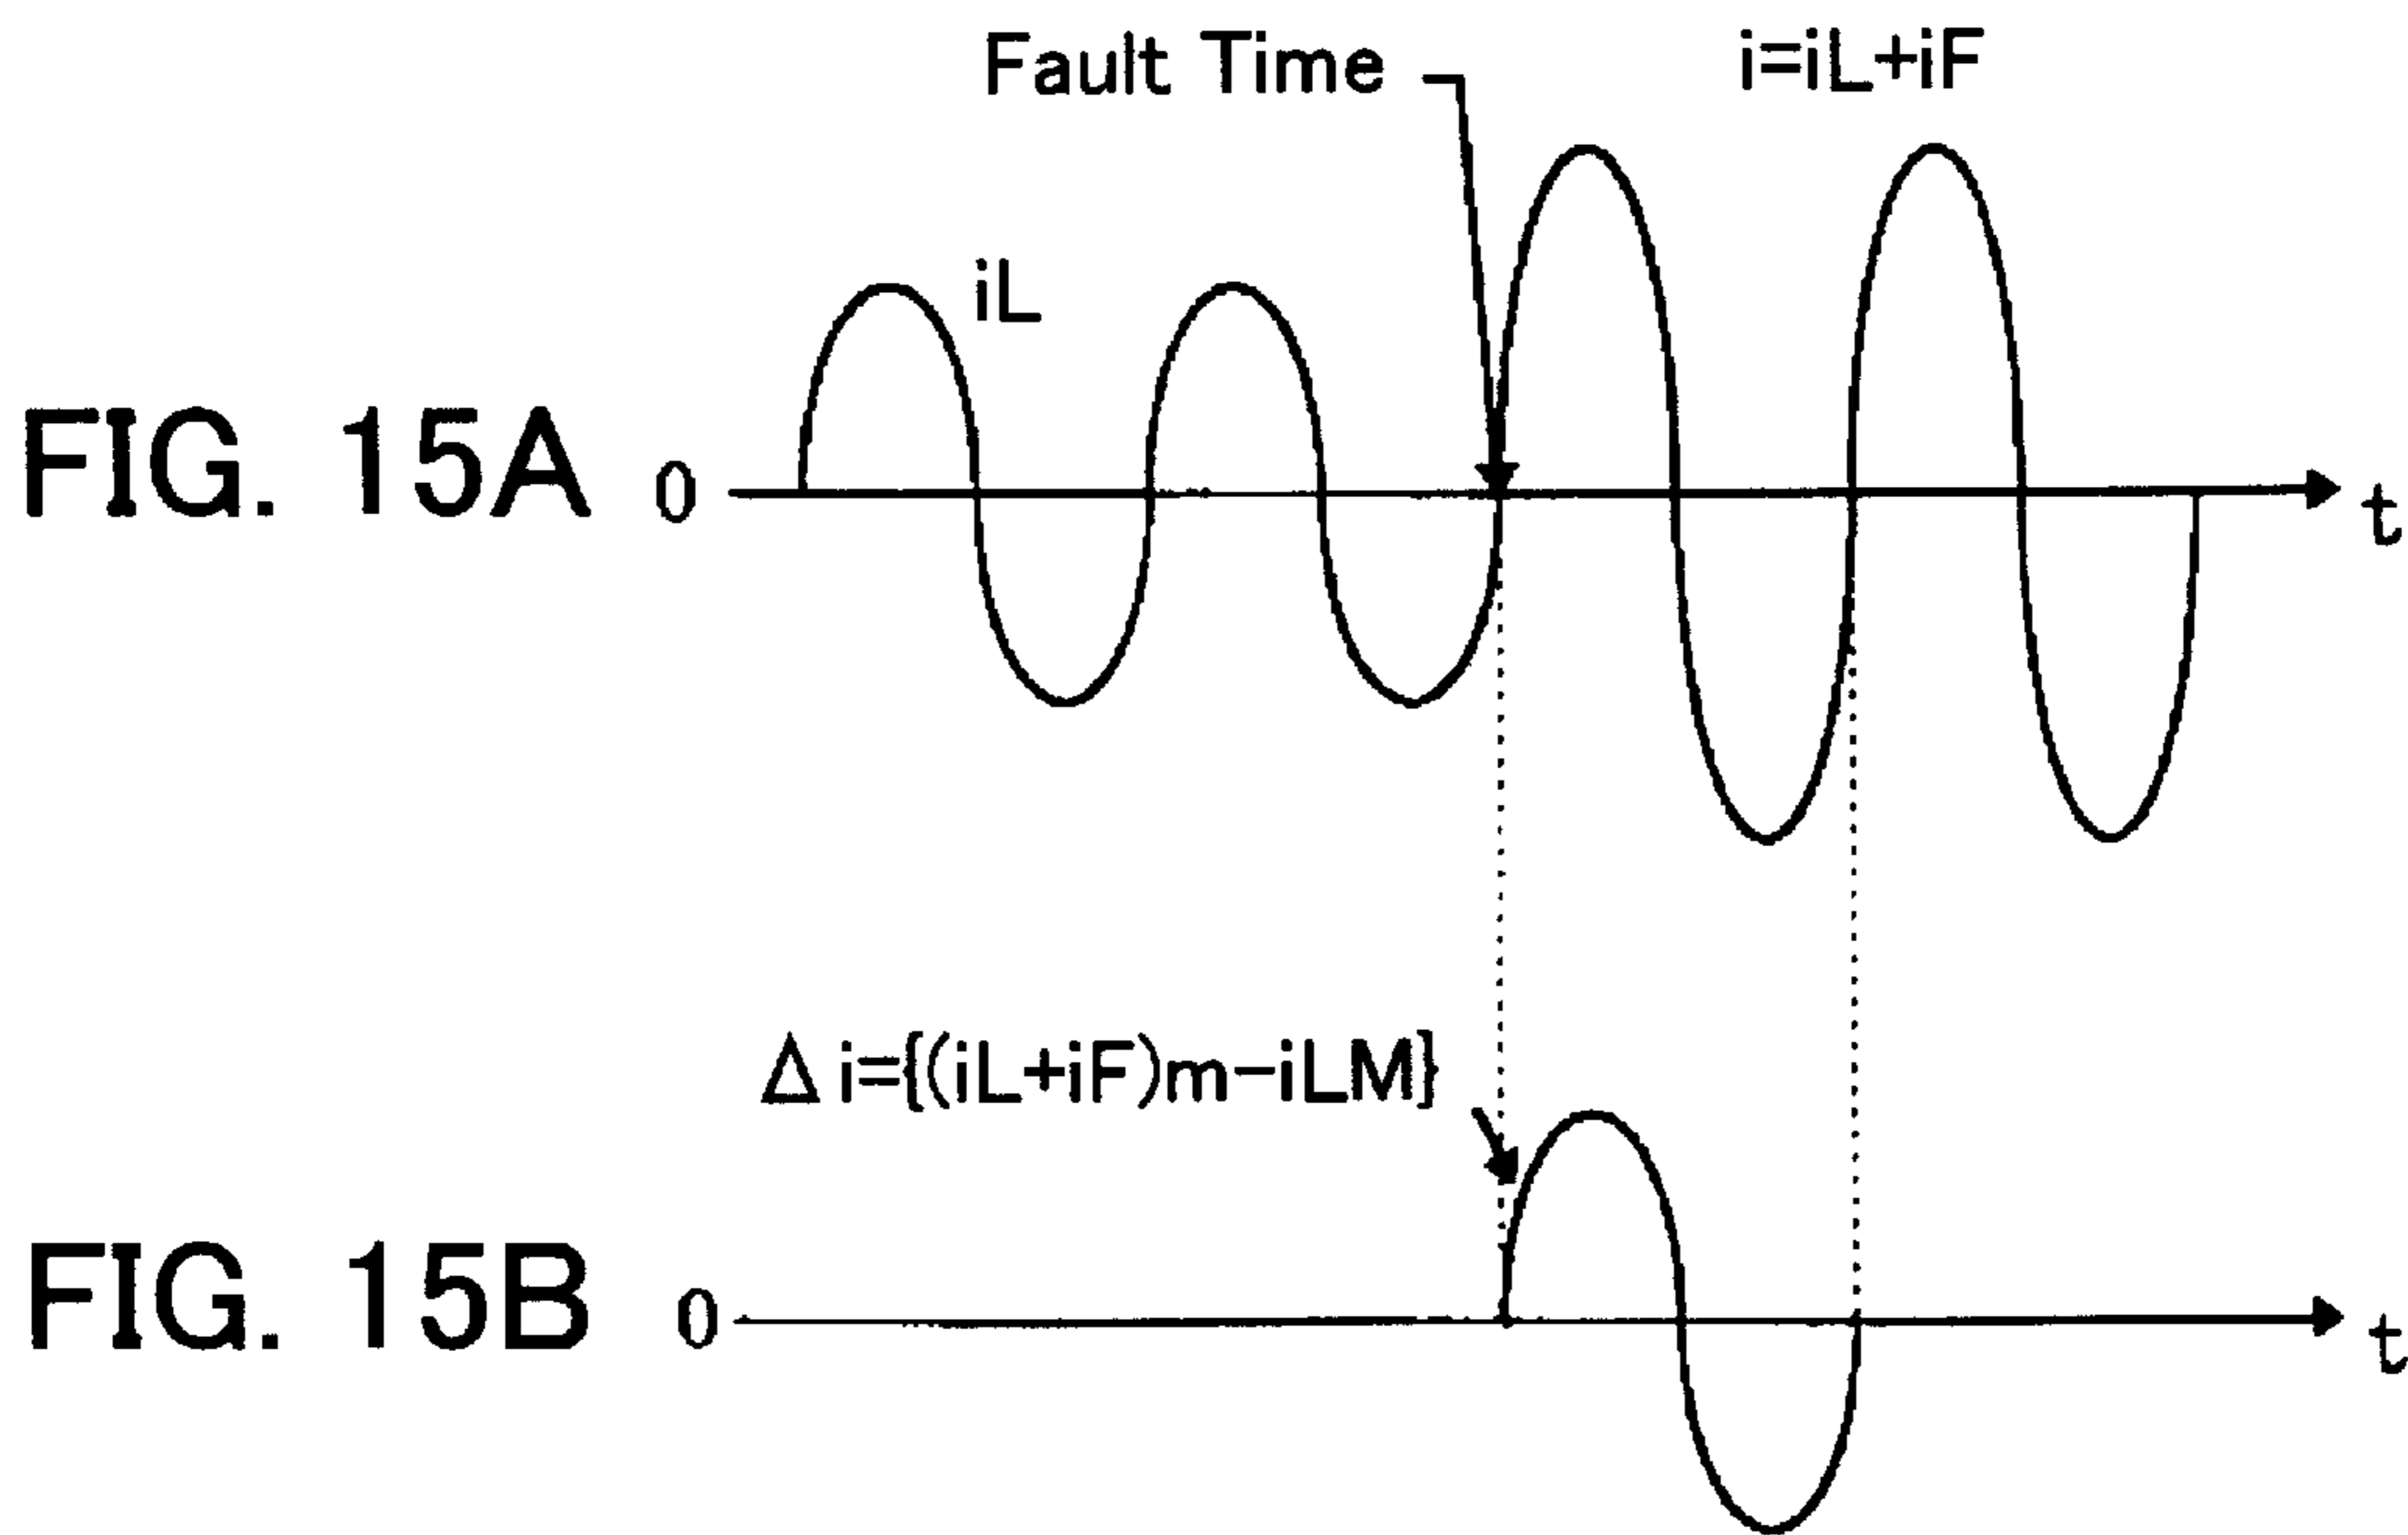 Fault Time
i=iL+iF
iL
FIG. 15A
0
t
Δi={(iL+iF)m-iLM}
FIG. 15B
0
t